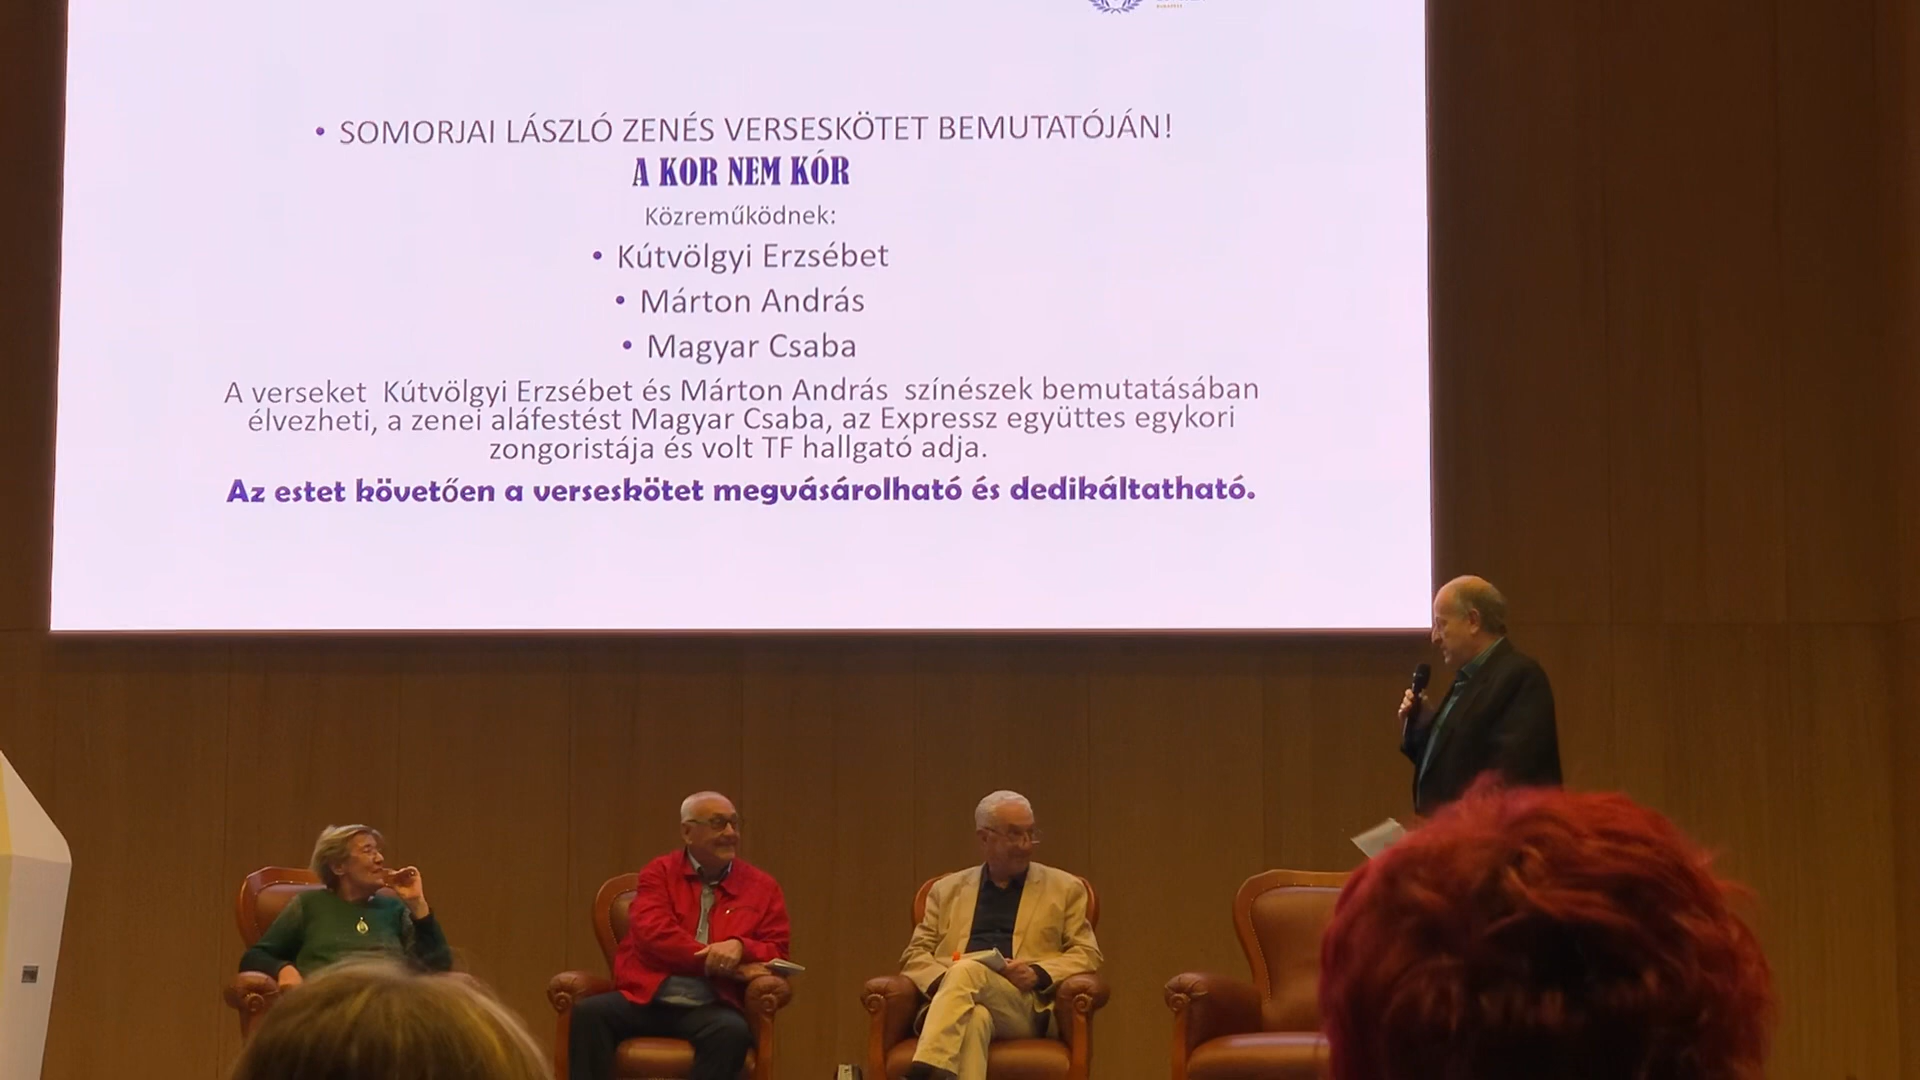 • SOMORJAI LÁSZLÓ ZENÉS VERSESKÖTET BEMUTATÓJÁN!
A KOR NEM KÓR
Közreműködnek:
• Kútvölgyi Erzsébet
• Márton András
• Magyar Csaba
A verseket Kútvölgyi Erzsébet és Márton András színészek bemutatásában
élvezheti, a zenei aláfestést Magyar Csaba, az Expressz együttes egykori
zongoristája és volt TF hallgató adja.
Az estet követően a verseskötet megvásárolható és dedikáltatható.